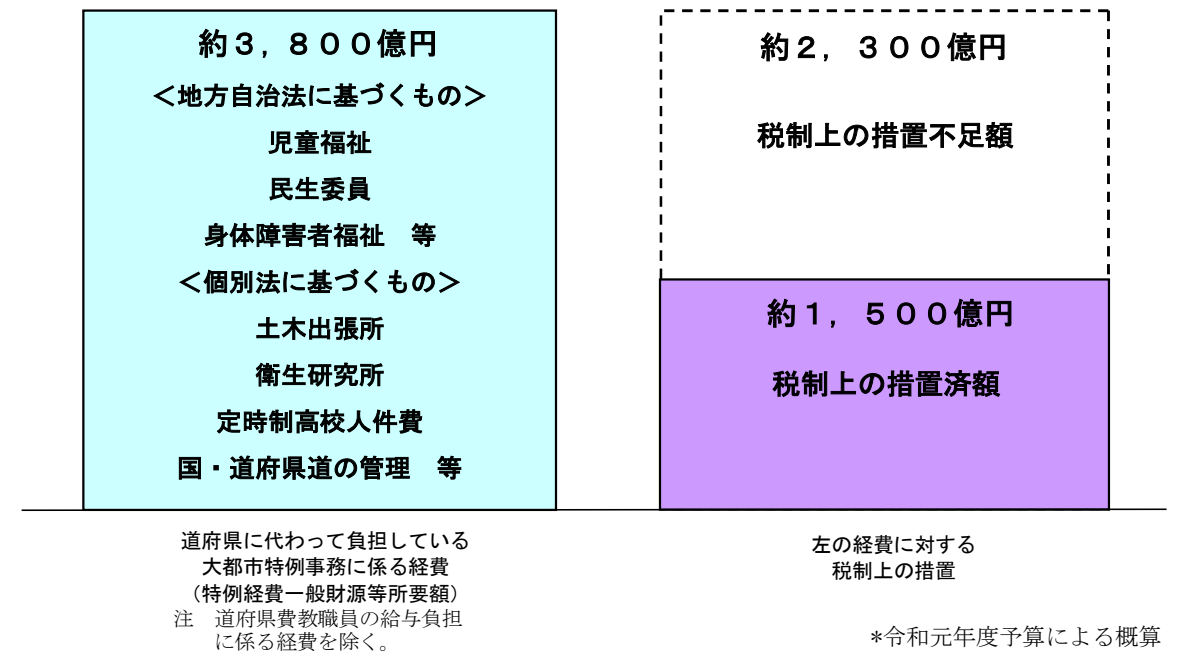 約３，８００億円
＜地方自治法に基づくもの＞
児童福祉
民生委員
身体障害者福祉　等
＜個別法に基づくもの＞
土木出張所
衛生研究所
定時制高校人件費
国・道府県道の管理　等
約２，３００億円
税制上の措置不足額
約１，５００億円
税制上の措置済額
道府県に代わって負担している
大都市特例事務に係る経費
（特例経費一般財源等所要額）
注　道府県費教職員の給与負担
に係る経費を除く。
左の経費に対する
税制上の措置
*令和元年度予算による概算